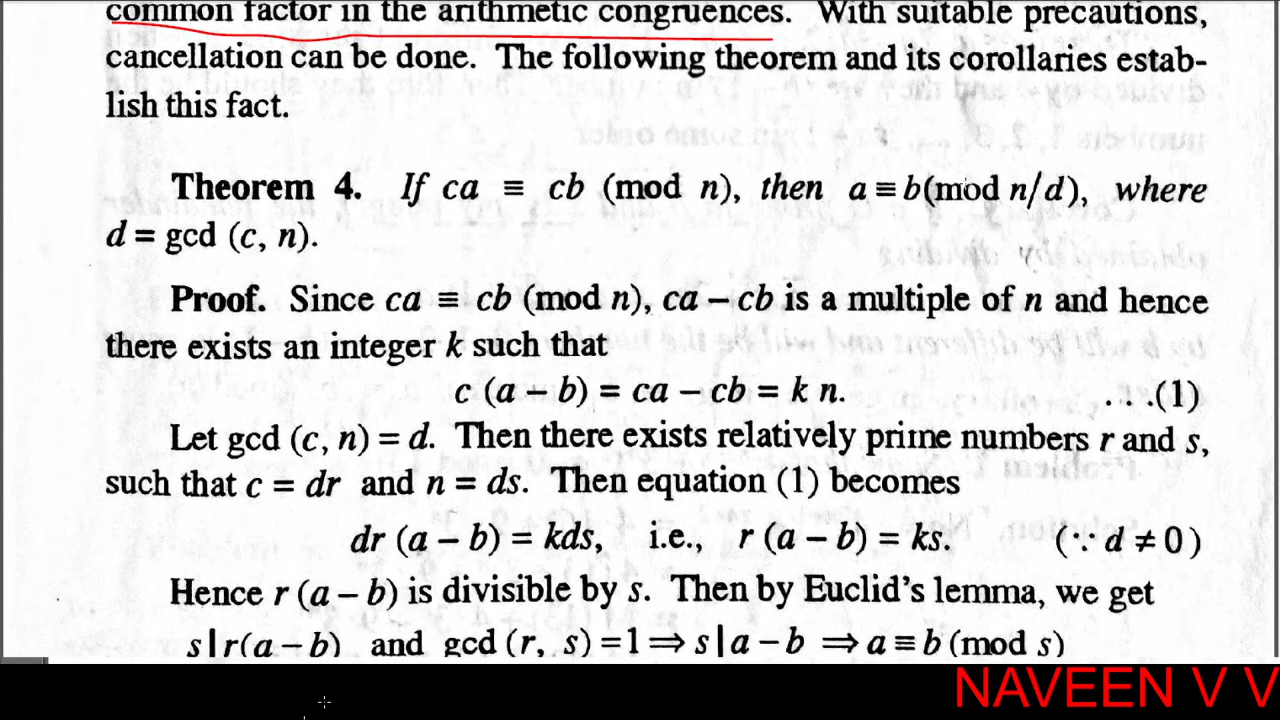 common factor in the arithmetic congruences. With suitable precautions,
cancellation can be done. The following theorem and its corollaries estab-
lish this fact.
Theorem 4. If ca ≡ cb (mod n), then a ≡ b(mod n/d), where
d = gcd (c, n).
Proof. Since ca ≡ cb (mod n), ca – cb is a multiple of n and hence
there exists an integer k such that
c (a – b) = ca – cb = k n. . . .(1)
Let gcd (c, n) = d. Then there exists relatively prime numbers r and s,
such that c = dr and n = ds. Then equation (1) becomes
dr (a – b) = kds, i.e., r (a – b) = ks. (∵ d ≠ 0)
Hence r (a – b) is divisible by s. Then by Euclid's lemma, we get
s|r(a – b) and gcd (r, s) = 1 ⇒ s|a – b ⇒ a ≡ b (mod s)
NAVEEN V V